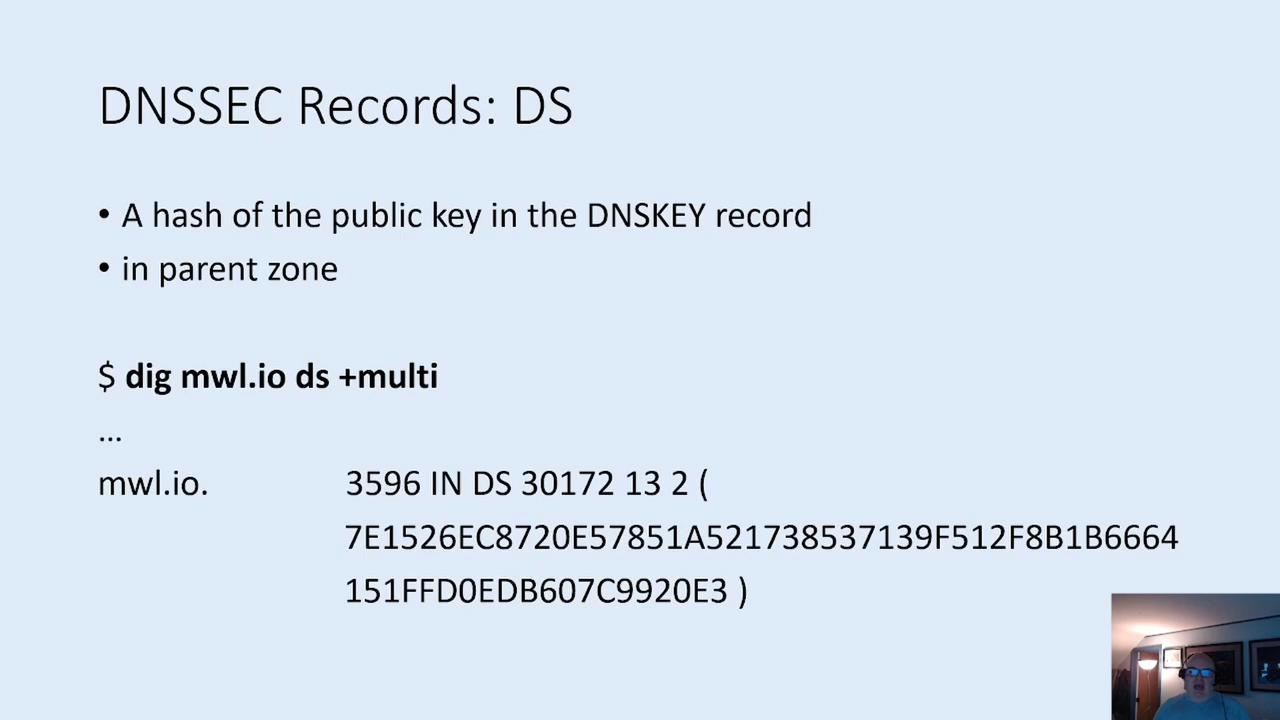 DNSSEC Records: DS
• A hash of the public key in the DNSKEY record
• in parent zone
$ dig mwl.io ds +multi
...
mwl.io. 3596 IN DS 30172 13 2 (
7E1526EC8720E57851A521738537139F512F8B1B6664
151FFD0EDB607C9920E3 )